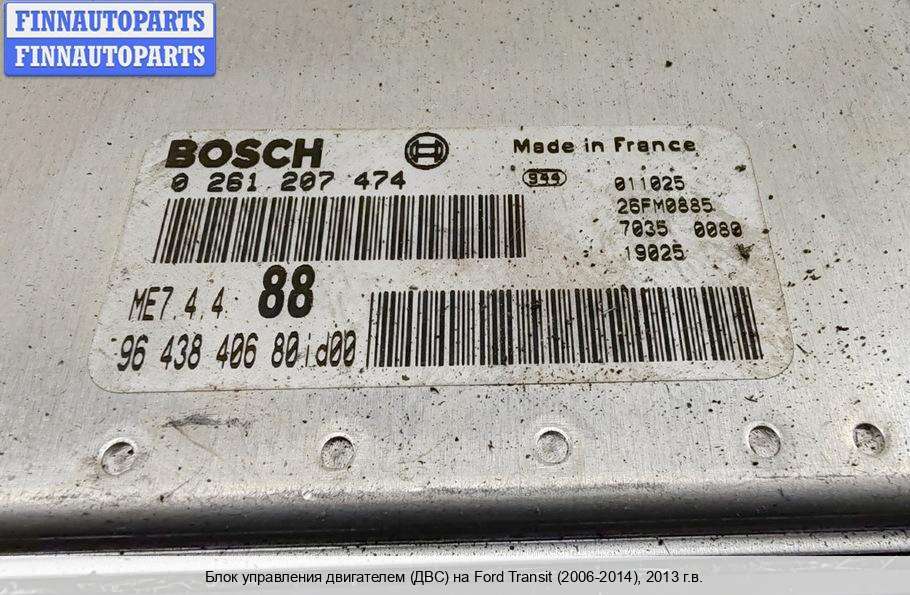 FINNAUTOPARTS
FINNAUTOPARTS
BOSCH Made in France
0 261 207 474 944 011025
26FM0885
7035 0080
19025
ME7.4.4 88
96 438 406 80 id00
Блок управления двигателем (ДВС) на Ford Transit (2006-2014), 2013 г.в.